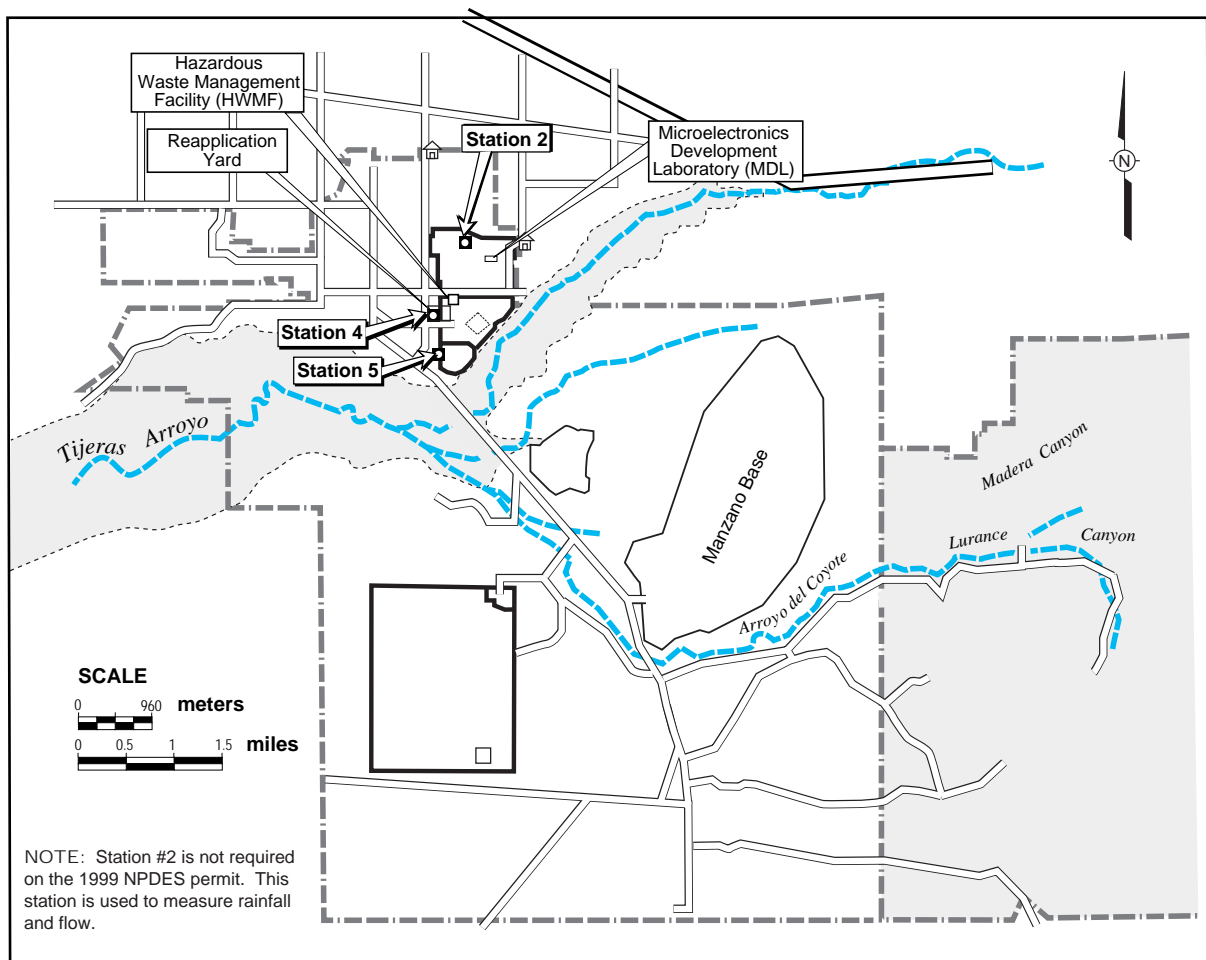 Hazardous
Waste Management
Facility (HWMF)
Reapplication
Yard
Station 2
Microelectronics
Development
Laboratory (MDL)
N
Station 4
Station 5
Tijeras Arroyo
Madera Canyon
Manzano Base
Lurance Canyon
Arroyo del Coyote
SCALE
0 960 meters
0 0.5 1 1.5 miles
NOTE: Station #2 is not required
on the 1999 NPDES permit. This
station is used to measure rainfall
and flow.